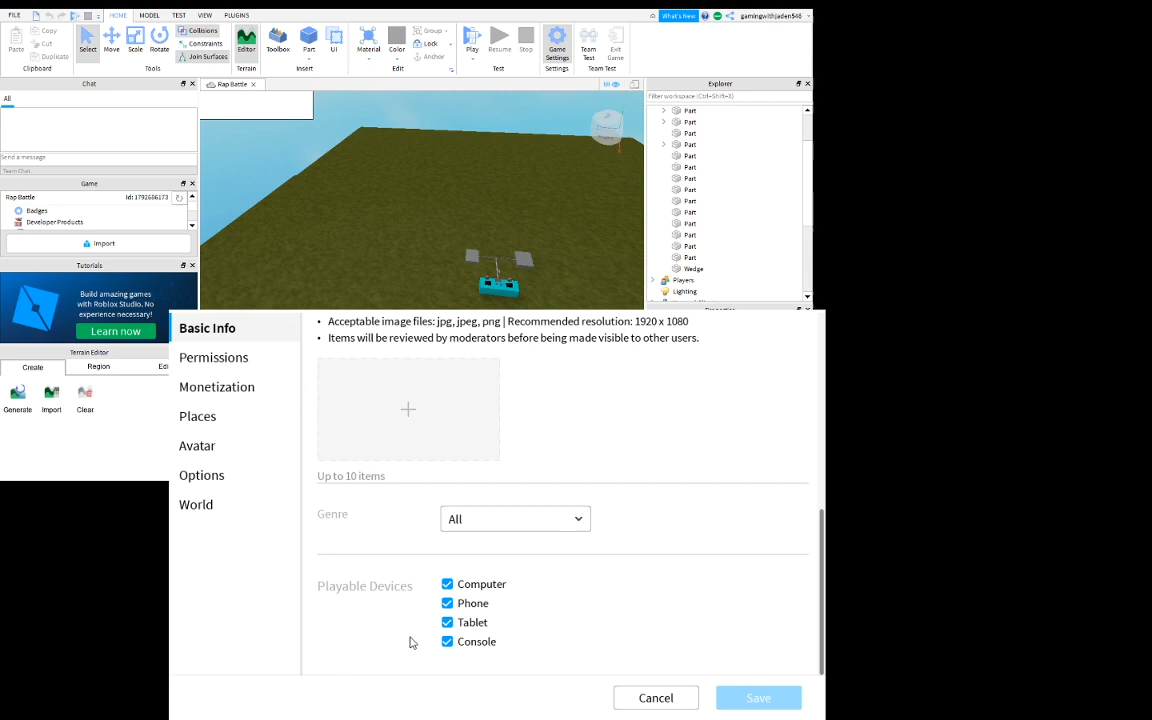 FILE HOME MODEL TEST VIEW PLUGINS What's New gamingwithjaden546
Paste Copy Cut Duplicate Select Move Scale Rotate Collisions Constraints Join Surfaces Editor Toolbox Part UI Material Color Group Lock Anchor Play Resume Stop Game Settings Team Test Exit Game
Clipboard Tools Terrain Insert Edit Test Settings Team Test
Chat
All
Send a message
Team Chat
Game
Rap Battle Id: 1792686173
Badges
Developer Products
Import
Tutorials
Build amazing games
with Roblox Studio. No
experience necessary!
Learn now
Terrain Editor
Create Region Edi
Generate Import Clear
Rap Battle
Explorer
Filter workspace (Ctrl+Shift+X)
Part
Part
Part
Part
Part
Part
Part
Part
Part
Part
Part
Part
Part
Part
Wedge
Players
Lighting
Basic Info
Permissions
Monetization
Places
Avatar
Options
World
• Acceptable image files: jpg, jpeg, png | Recommended resolution: 1920 x 1080
• Items will be reviewed by moderators before being made visible to other users.
Up to 10 items
Genre All
Playable Devices Computer
Phone
Tablet
Console
Cancel Save